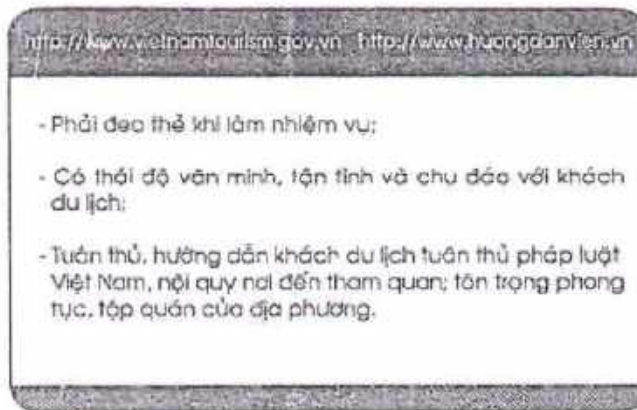 http://www.vietnamtourism.gov.vn http://www.huongdanvien.vn
- Phải đeo thẻ khi làm nhiệm vụ;
- Có thái độ văn minh, tận tình và chu đáo với khách
du lịch;
- Tuân thủ, hướng dẫn khách du lịch tuân thủ pháp luật
Việt Nam, nội quy nơi đến tham quan; tôn trọng phong
tục, tập quán của địa phương.